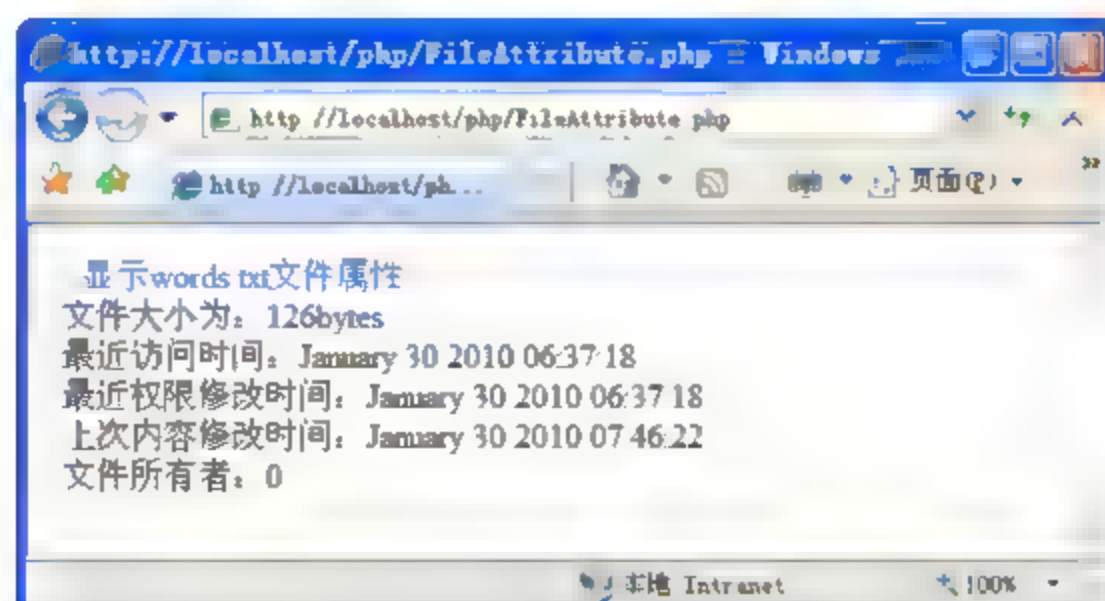 http://localhost/php/FileAttribute.php - Windows
http://localhost/php/FileAttribute.php
http://localhost/ph...
页面(P)
显示words.txt文件属性
文件大小为：126bytes
最近访问时间：January 30 2010 06:37:18
最近权限修改时间：January 30 2010 06:37:18
上次内容修改时间：January 30 2010 07:46:22
文件所有者：0
本地 Intranet
100%